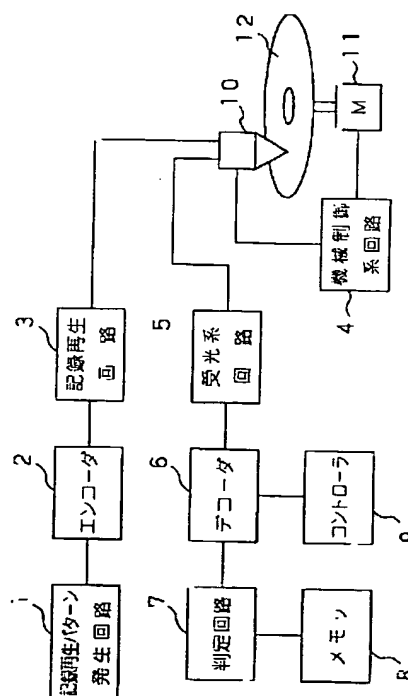 1
記録再生パターン
発生回路
2
エンコーダ
3
記録再生
画路
10
12
11
M
機械制御
系回路
4
5
受光系
回路
6
デコーダ
7
判定回路
コントローラ
9
メモン
8